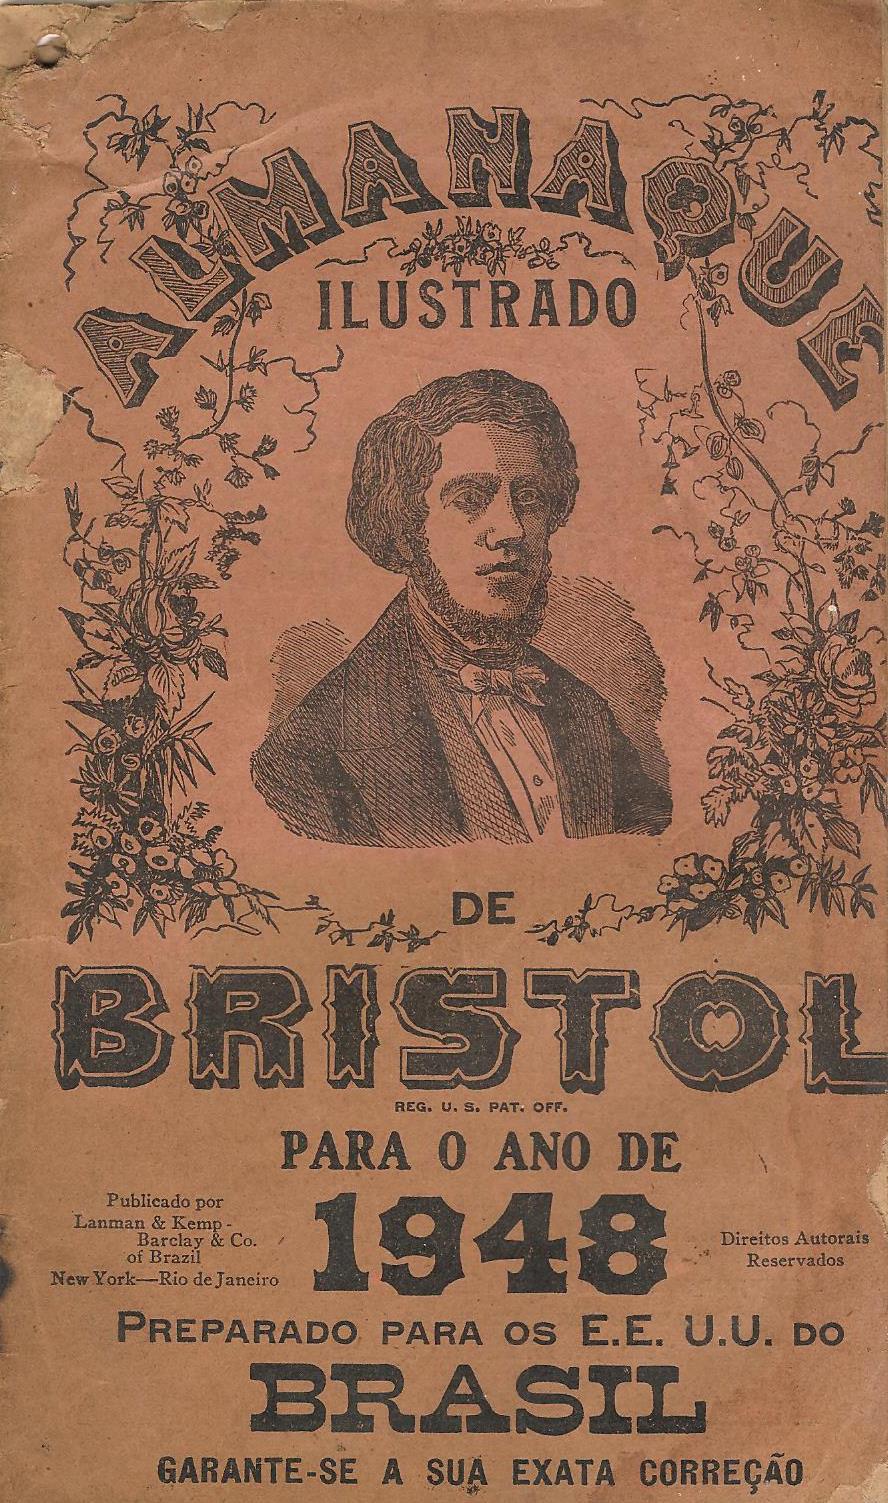 ALMANAQUE
ILUSTRADO
DE
BRISTOL
REG. U. S. PAT. OFF.
PARA O ANO DE
1948
Publicado por
Lanman & Kemp-
Barclay & Co.
of Brazil
New York—Rio de Janeiro
Direitos Autorais
Reservados
PREPARADO PARA OS E.E. U.U. DO
BRASIL
GARANTE-SE A SUA EXATA CORREÇÃO